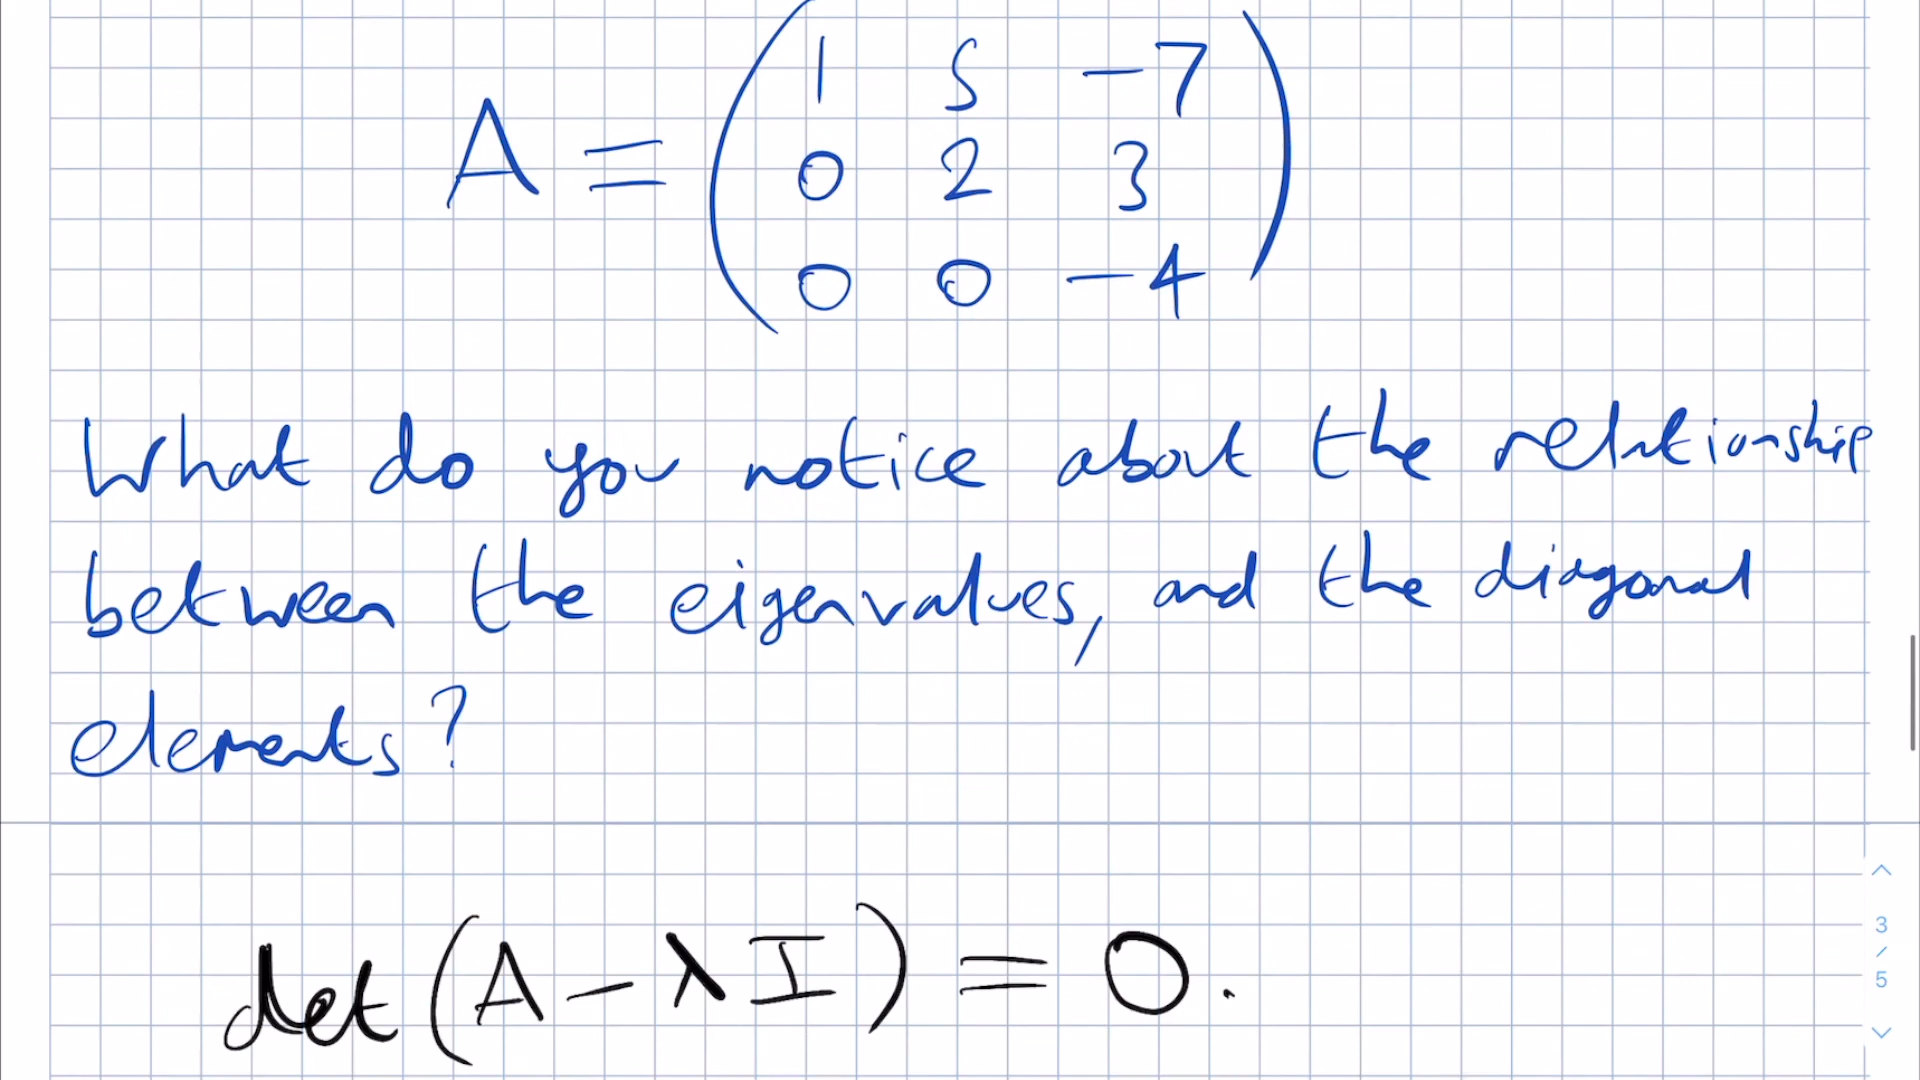 A = ( 1 5 -7
0 2 3
0 0 -4 )
What do you notice about the relationship
between the eigenvalues, and the diagonal
elements?
det (A - λI) = 0.
3
/
5